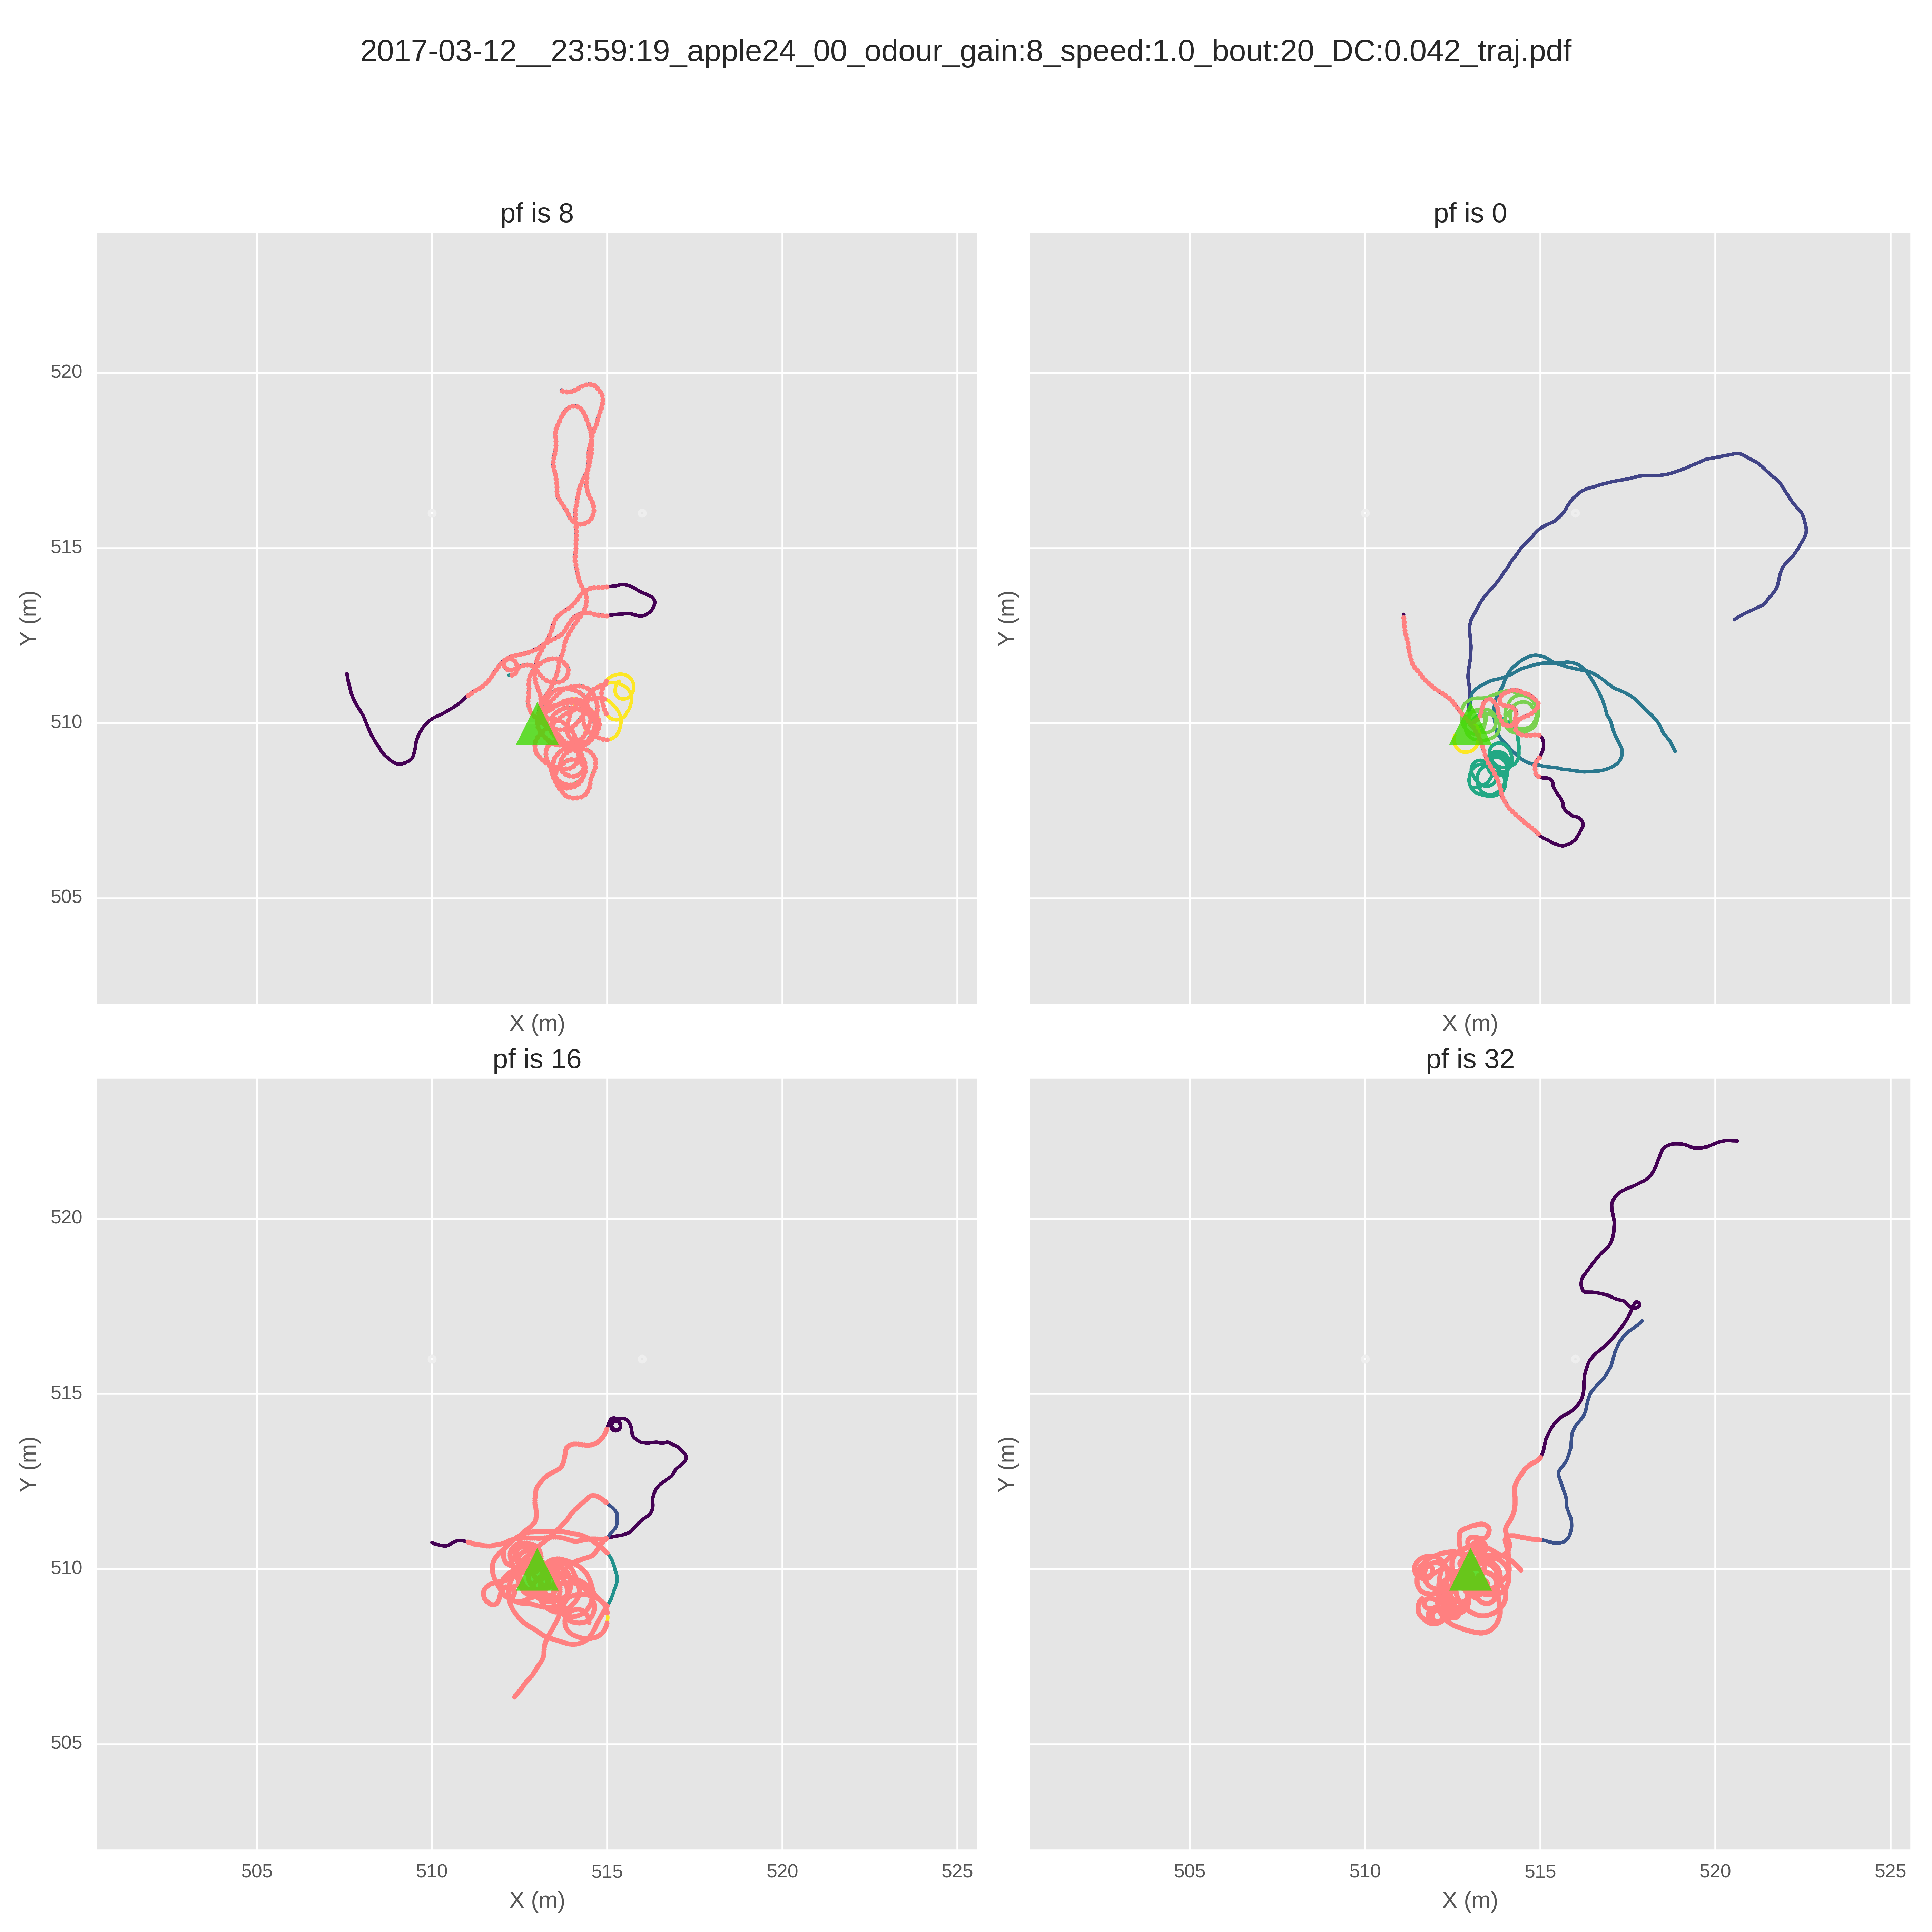 2017-03-12__23:59:19_apple24_00_odour_gain:8_speed:1.0_bout:20_DC:0.042_traj.pdf
pf is 8
pf is 0
520
515
510
505
Y (m)
Y (m)
X (m)
X (m)
pf is 16
pf is 32
520
515
510
505
Y (m)
Y (m)
505 510 515 520 525
505 510 515 520 525
X (m)
X (m)